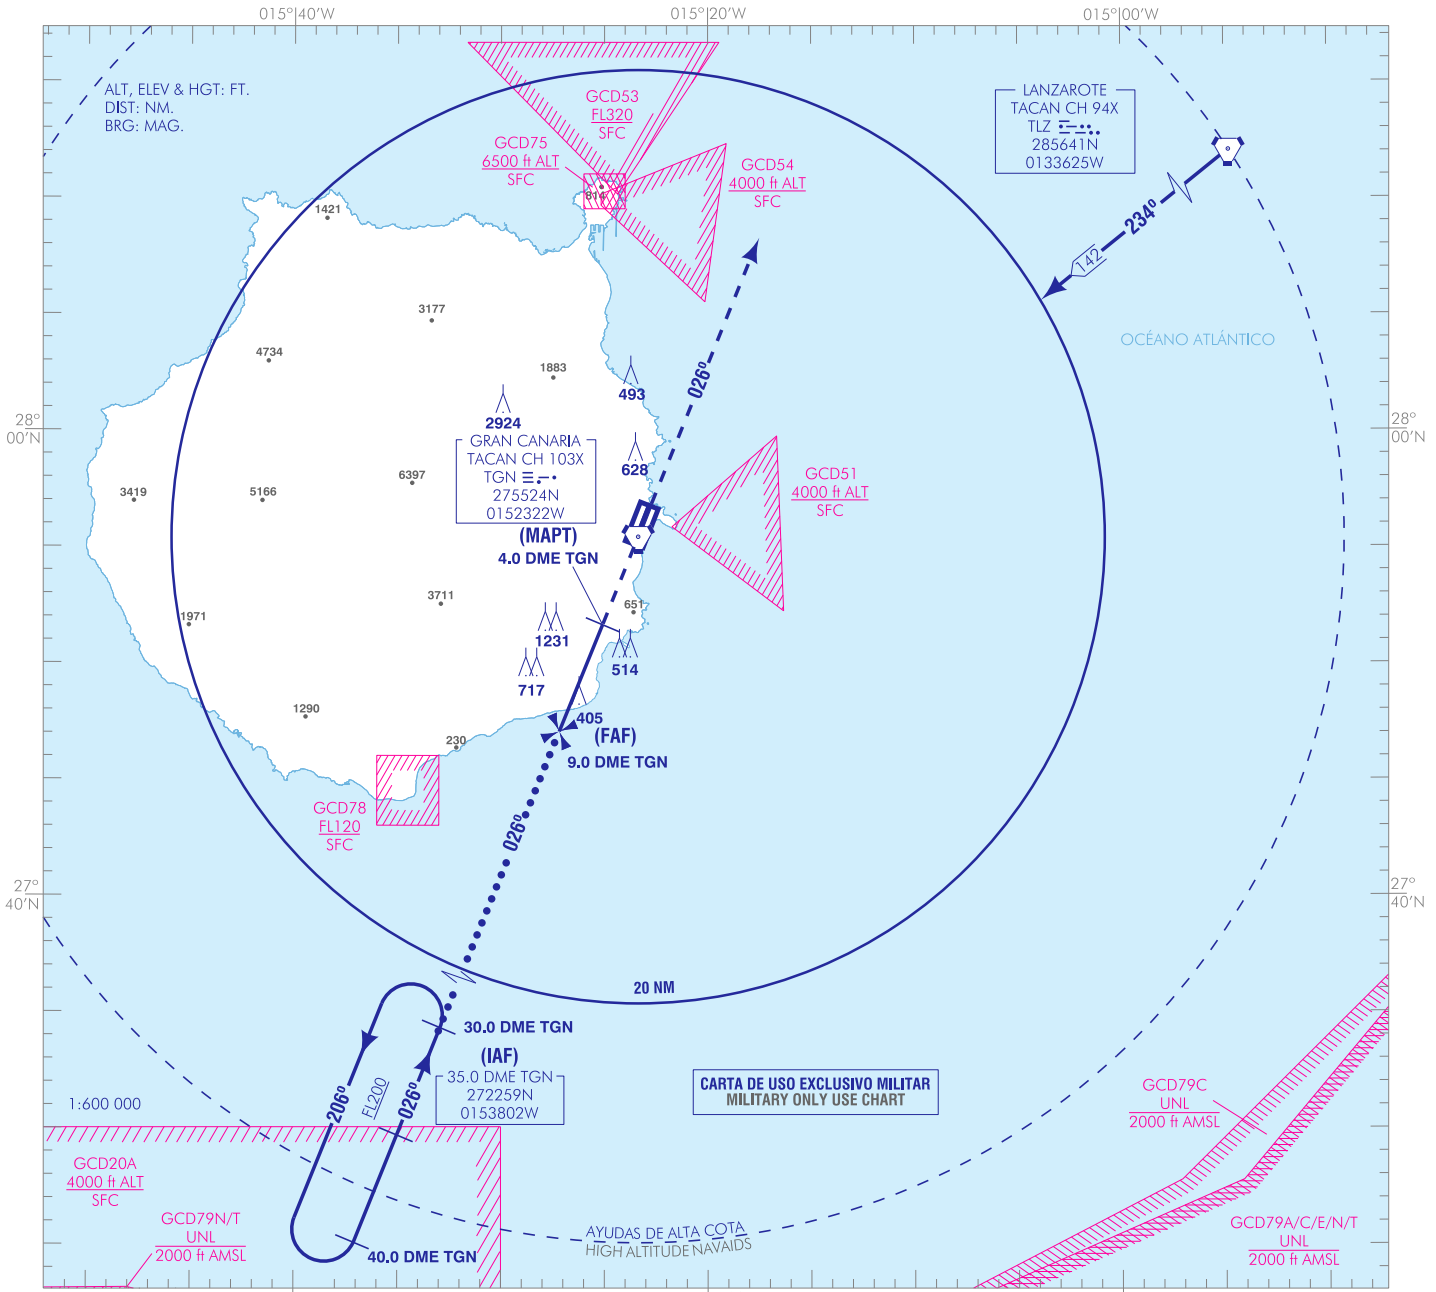 015°40'W
015°20'W
015°00'W
ALT, ELEV & HGT: FT.
DIST: NM.
BRG: MAG.
GCD53
FL320
SFC
GCD75
6500 ft ALT
SFC
GCD54
4000 ft ALT
SFC
LANZAROTE
TACAN CH 94X
TLZ
285641N
0133625W
234°
142
814
1421
3177
4734
1883
OCÉANO ATLÁNTICO
026°
493
2924
28°
00'N
28°
00'N
GRAN CANARIA
TACAN CH 103X
TGN
275524N
0152322W
628
GCD51
4000 ft ALT
SFC
6397
3419
5166
(MAPT)
4.0 DME TGN
3711
651
1971
1231
514
717
1290
405
230
(FAF)
9.0 DME TGN
GCD78
FL120
SFC
026°
27°
40'N
27°
40'N
20 NM
30.0 DME TGN
(IAF)
35.0 DME TGN
272259N
0153802W
206°
FL200
026°
CARTA DE USO EXCLUSIVO MILITAR
MILITARY ONLY USE CHART
1:600 000
GCD79C
UNL
2000 ft AMSL
GCD20A
4000 ft ALT
SFC
GCD79N/T
UNL
2000 ft AMSL
40.0 DME TGN
AYUDAS DE ALTA COTA
HIGH ALTITUDE NAVAIDS
GCD79A/C/E/N/T
UNL
2000 ft AMSL